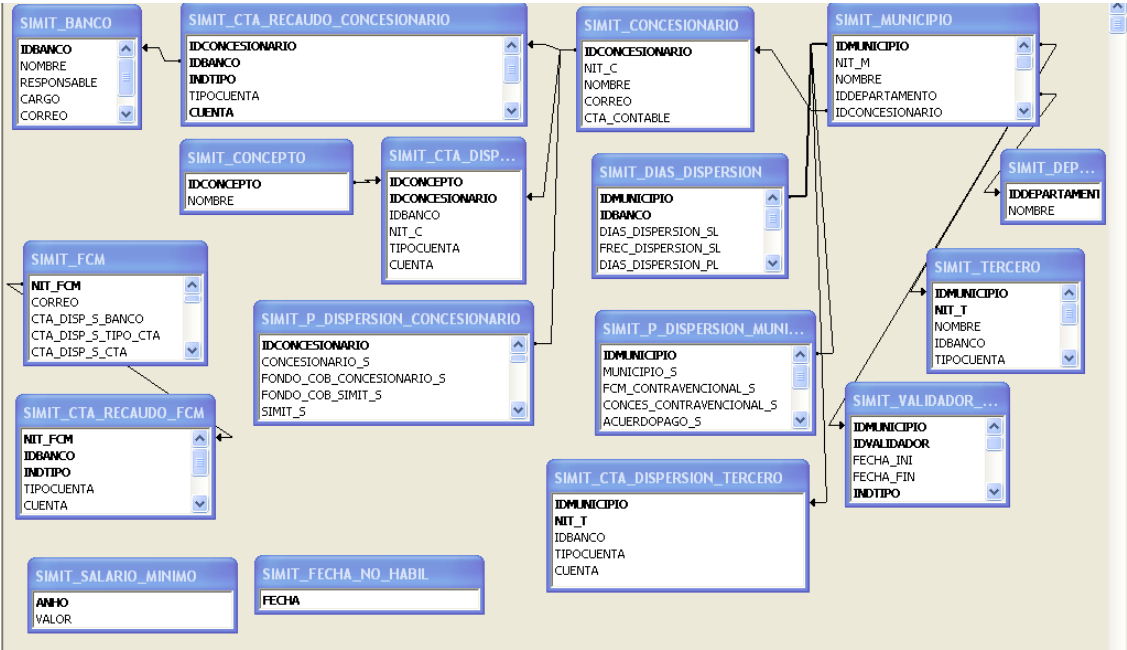 SIMIT_BANCO
IDBANCO
NOMBRE
RESPONSABLE
CARGO
CORREO
SIMIT_CTA_RECAUDO_CONCESIONARIO
IDCONCESIONARIO
IDBANCO
INDTIPO
TIPOCUENTA
CUENTA
SIMIT_CONCESIONARIO
IDCONCESIONARIO
NIT_C
NOMBRE
CORREO
CTA_CONTABLE
SIMIT_MUNICIPIO
IDMUNICIPIO
NIT_M
NOMBRE
IDDEPARTAMENTO
IDCONCESIONARIO
SIMIT_CONCEPTO
IDCONCEPTO
NOMBRE
SIMIT_CTA_DISP...
IDCONCEPTO
IDCONCESIONARIO
IDBANCO
NIT_C
TIPOCUENTA
CUENTA
SIMIT_DIAS_DISPERSION
IDMUNICIPIO
IDBANCO
DIAS_DISPERSION_SL
FREC_DISPERSION_SL
DIAS_DISPERSION_PL
SIMIT_DEP...
IDDEPARTAMENT
NOMBRE
SIMIT_FCM
NIT_FCM
CORREO
CTA_DISP_S_BANCO
CTA_DISP_S_TIPO_CTA
CTA_DISP_S_CTA
SIMIT_P_DISPERSION_CONCESIONARIO
IDCONCESIONARIO
CONCESIONARIO_S
FONDO_COB_CONCESIONARIO_S
FONDO_COB_SIMIT_S
SIMIT_S
SIMIT_P_DISPERSION_MUNI...
IDMUNICIPIO
MUNICIPIO_S
FCM_CONTRAVENCIONAL_S
CONCES_CONTRAVENCIONAL_S
ACUERDOPAGO_S
SIMIT_TERCERO
IDMUNICIPIO
NIT_T
NOMBRE
IDBANCO
TIPOCUENTA
SIMIT_CTA_RECAUDO_FCM
NIT_FCM
IDBANCO
INDTIPO
TIPOCUENTA
CUENTA
SIMIT_VALIDADOR_...
IDMUNICIPIO
IDVALIDADOR
FECHA_INI
FECHA_FIN
INDTIPO
SIMIT_CTA_DISPERSION_TERCERO
IDMUNICIPIO
NIT_T
IDBANCO
TIPOCUENTA
CUENTA
SIMIT_SALARIO_MINIMO
ANHO
VALOR
SIMIT_FECHA_NO_HABIL
FECHA